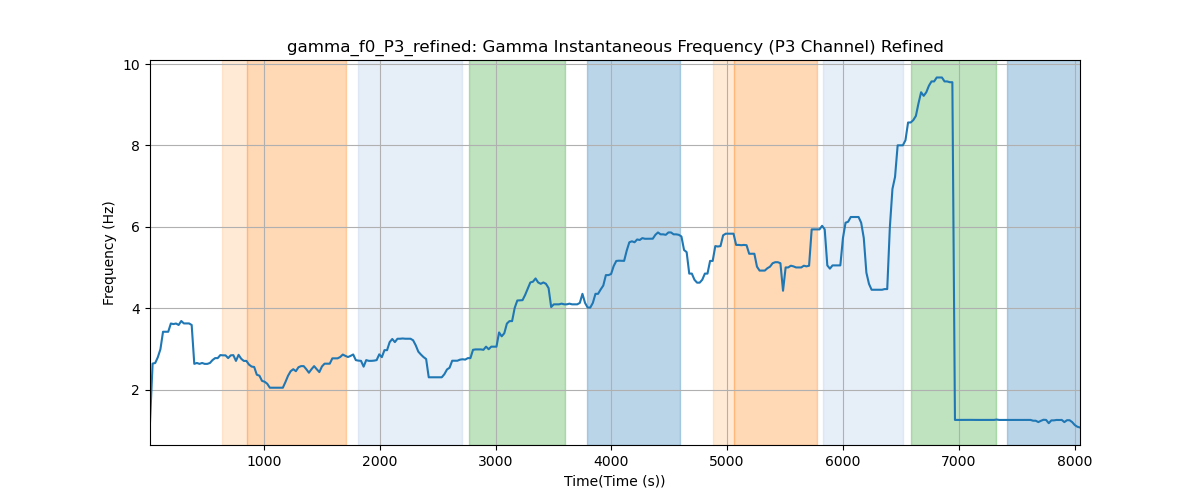 gamma_f0_P3_refined: Gamma Instantaneous Frequency (P3 Channel) Refined
Frequency (Hz)
10
8
6
4
2
1000 2000 3000 4000 5000 6000 7000 8000
Time(Time (s))